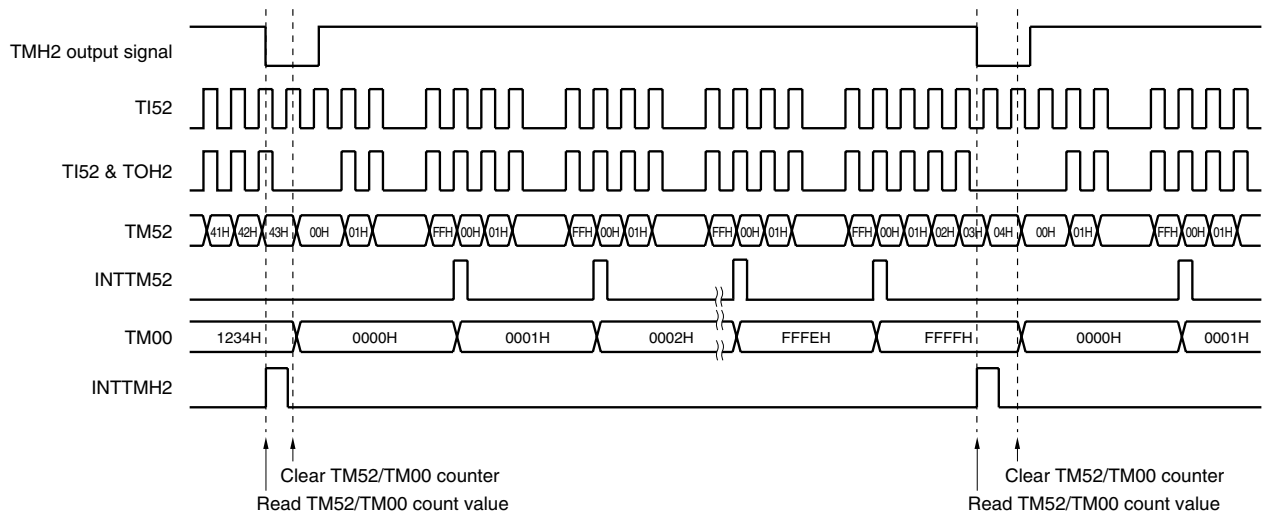 TMH2 output signal
TI52
TI52 & TOH2
TM52 41H 42H 43H 00H 01H FFH 00H 01H FFH 00H 01H FFH 00H 01H FFH 00H 01H 02H 03H 04H 00H 01H FFH 00H 01H
INTTM52
TM00 1234H 0000H 0001H 0002H FFFEH FFFFH 0000H 0001H
INTTMH2
Clear TM52/TM00 counter Clear TM52/TM00 counter
Read TM52/TM00 count value Read TM52/TM00 count value